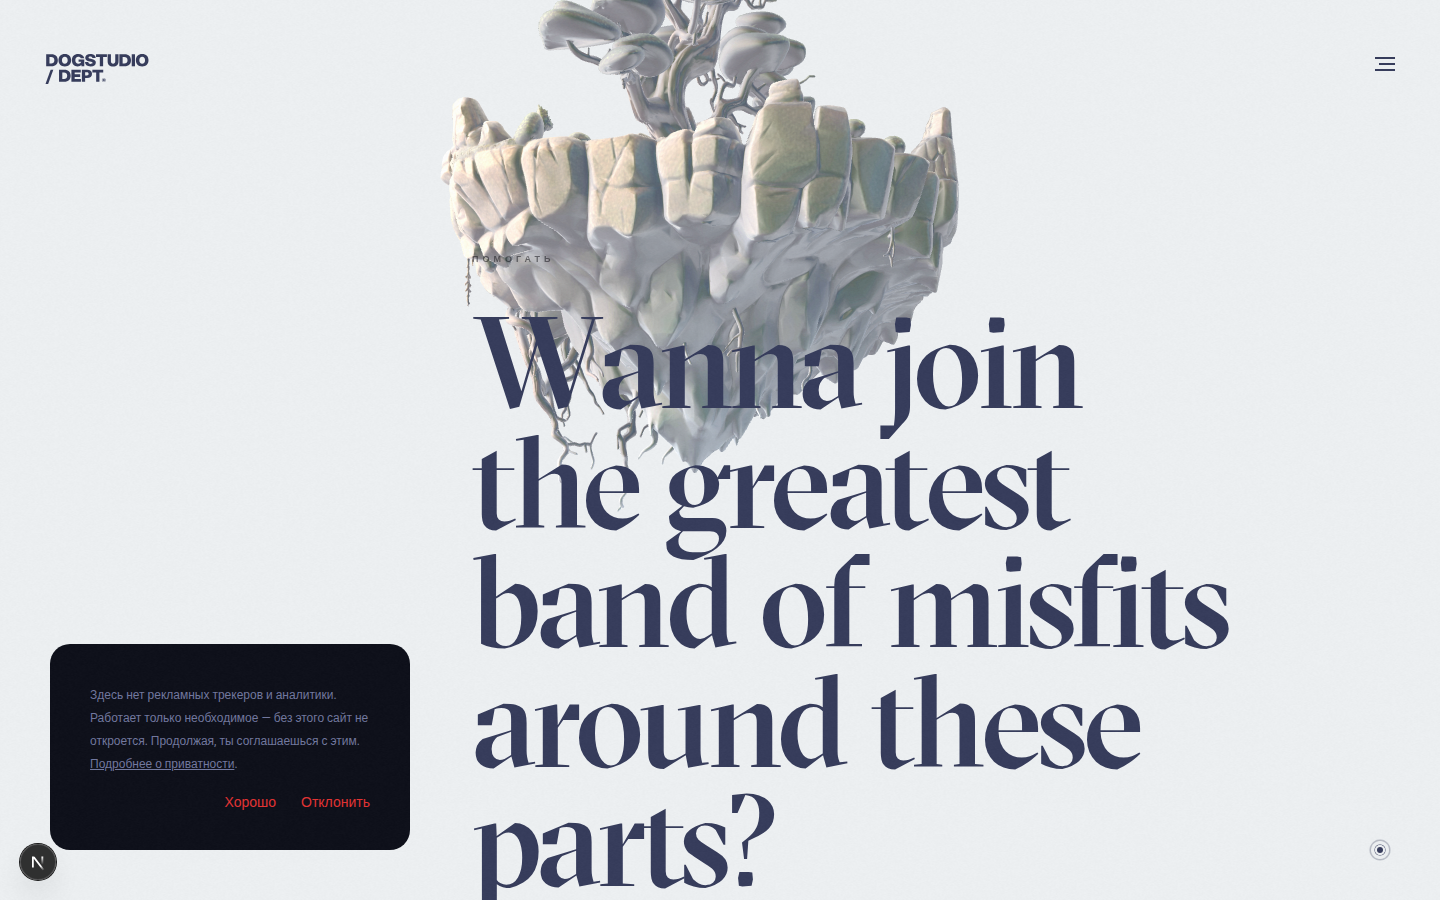 DOGSTUDIO
/ DEPT.
ПОМОГАТЬ
Wanna join
the greatest
band of misfits
around these
parts?
Здесь нет рекламных трекеров и аналитики.
Работает только необходимое — без этого сайт не
откроется. Продолжая, ты соглашаешься с этим.
Подробнее о приватности.
Хорошо Отклонить
N